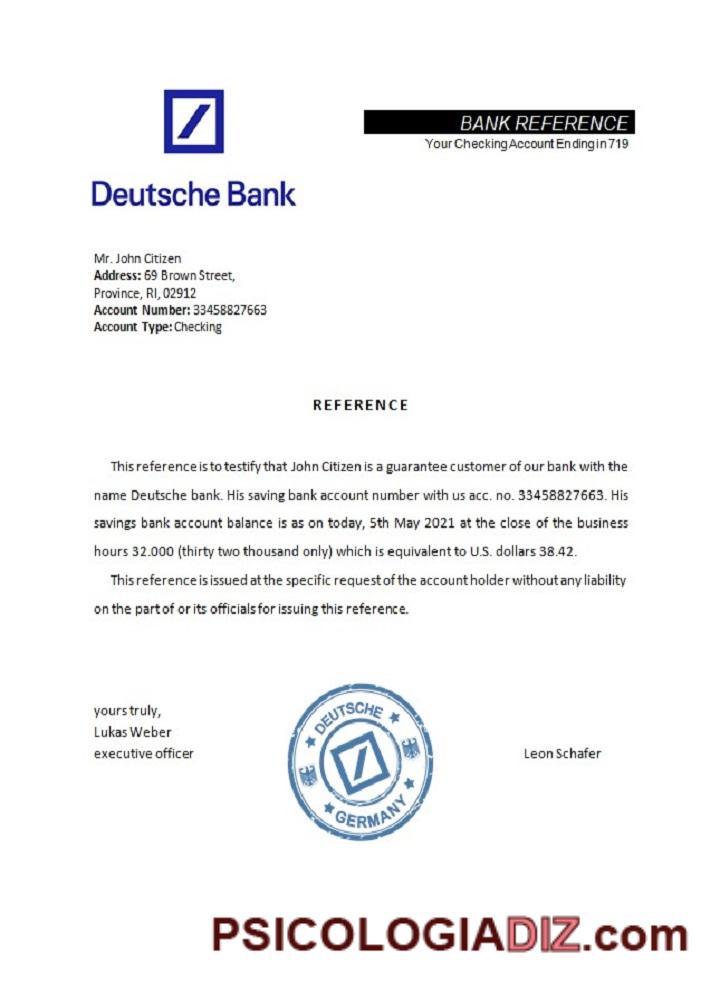 BANK REFERENCE
Your Checking Account Ending in 719
Deutsche Bank
Mr. John Citizen
Address: 69 Brown Street,
Province, RI, 02912
Account Number: 33458827663
Account Type: Checking
REFERENCE
This reference is to testify that John Citizen is a guarantee customer of our bank with the
name Deutsche bank. His saving bank account number with us acc. no. 33458827663. His
savings bank account balance is as on today, 5th May 2021 at the close of the business
hours 32.000 (thirty two thousand only) which is equivalent to U.S. dollars 38.42.
This reference is issued at the specific request of the account holder without any liability
on the part of or its officials for issuing this reference.
yours truly,
Lukas Weber
executive officer
DEUTSCHE
GERMANY
Leon Schafer
PSICOLOGIADIZ.com